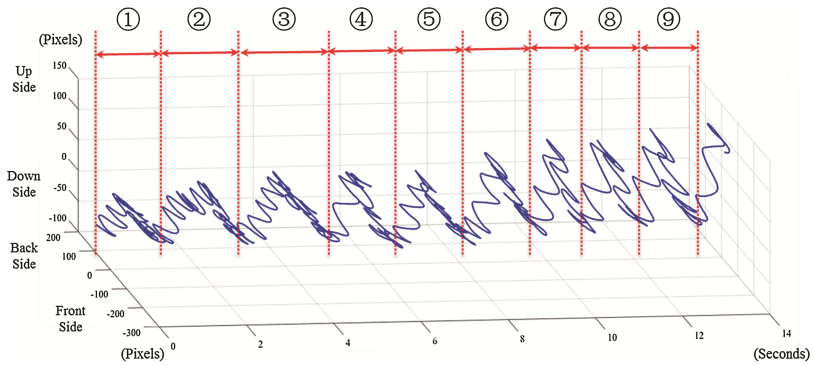 ① ② ③ ④ ⑤ ⑥ ⑦ ⑧ ⑨
(Pixels)
150
Up
Side
100
50
0
Down
Side
-50
-100
200
Back
Side
100
0
-100
Front
Side
-200
-300
(Pixels)
0
2
4
6
8
10
12
14
(Seconds)